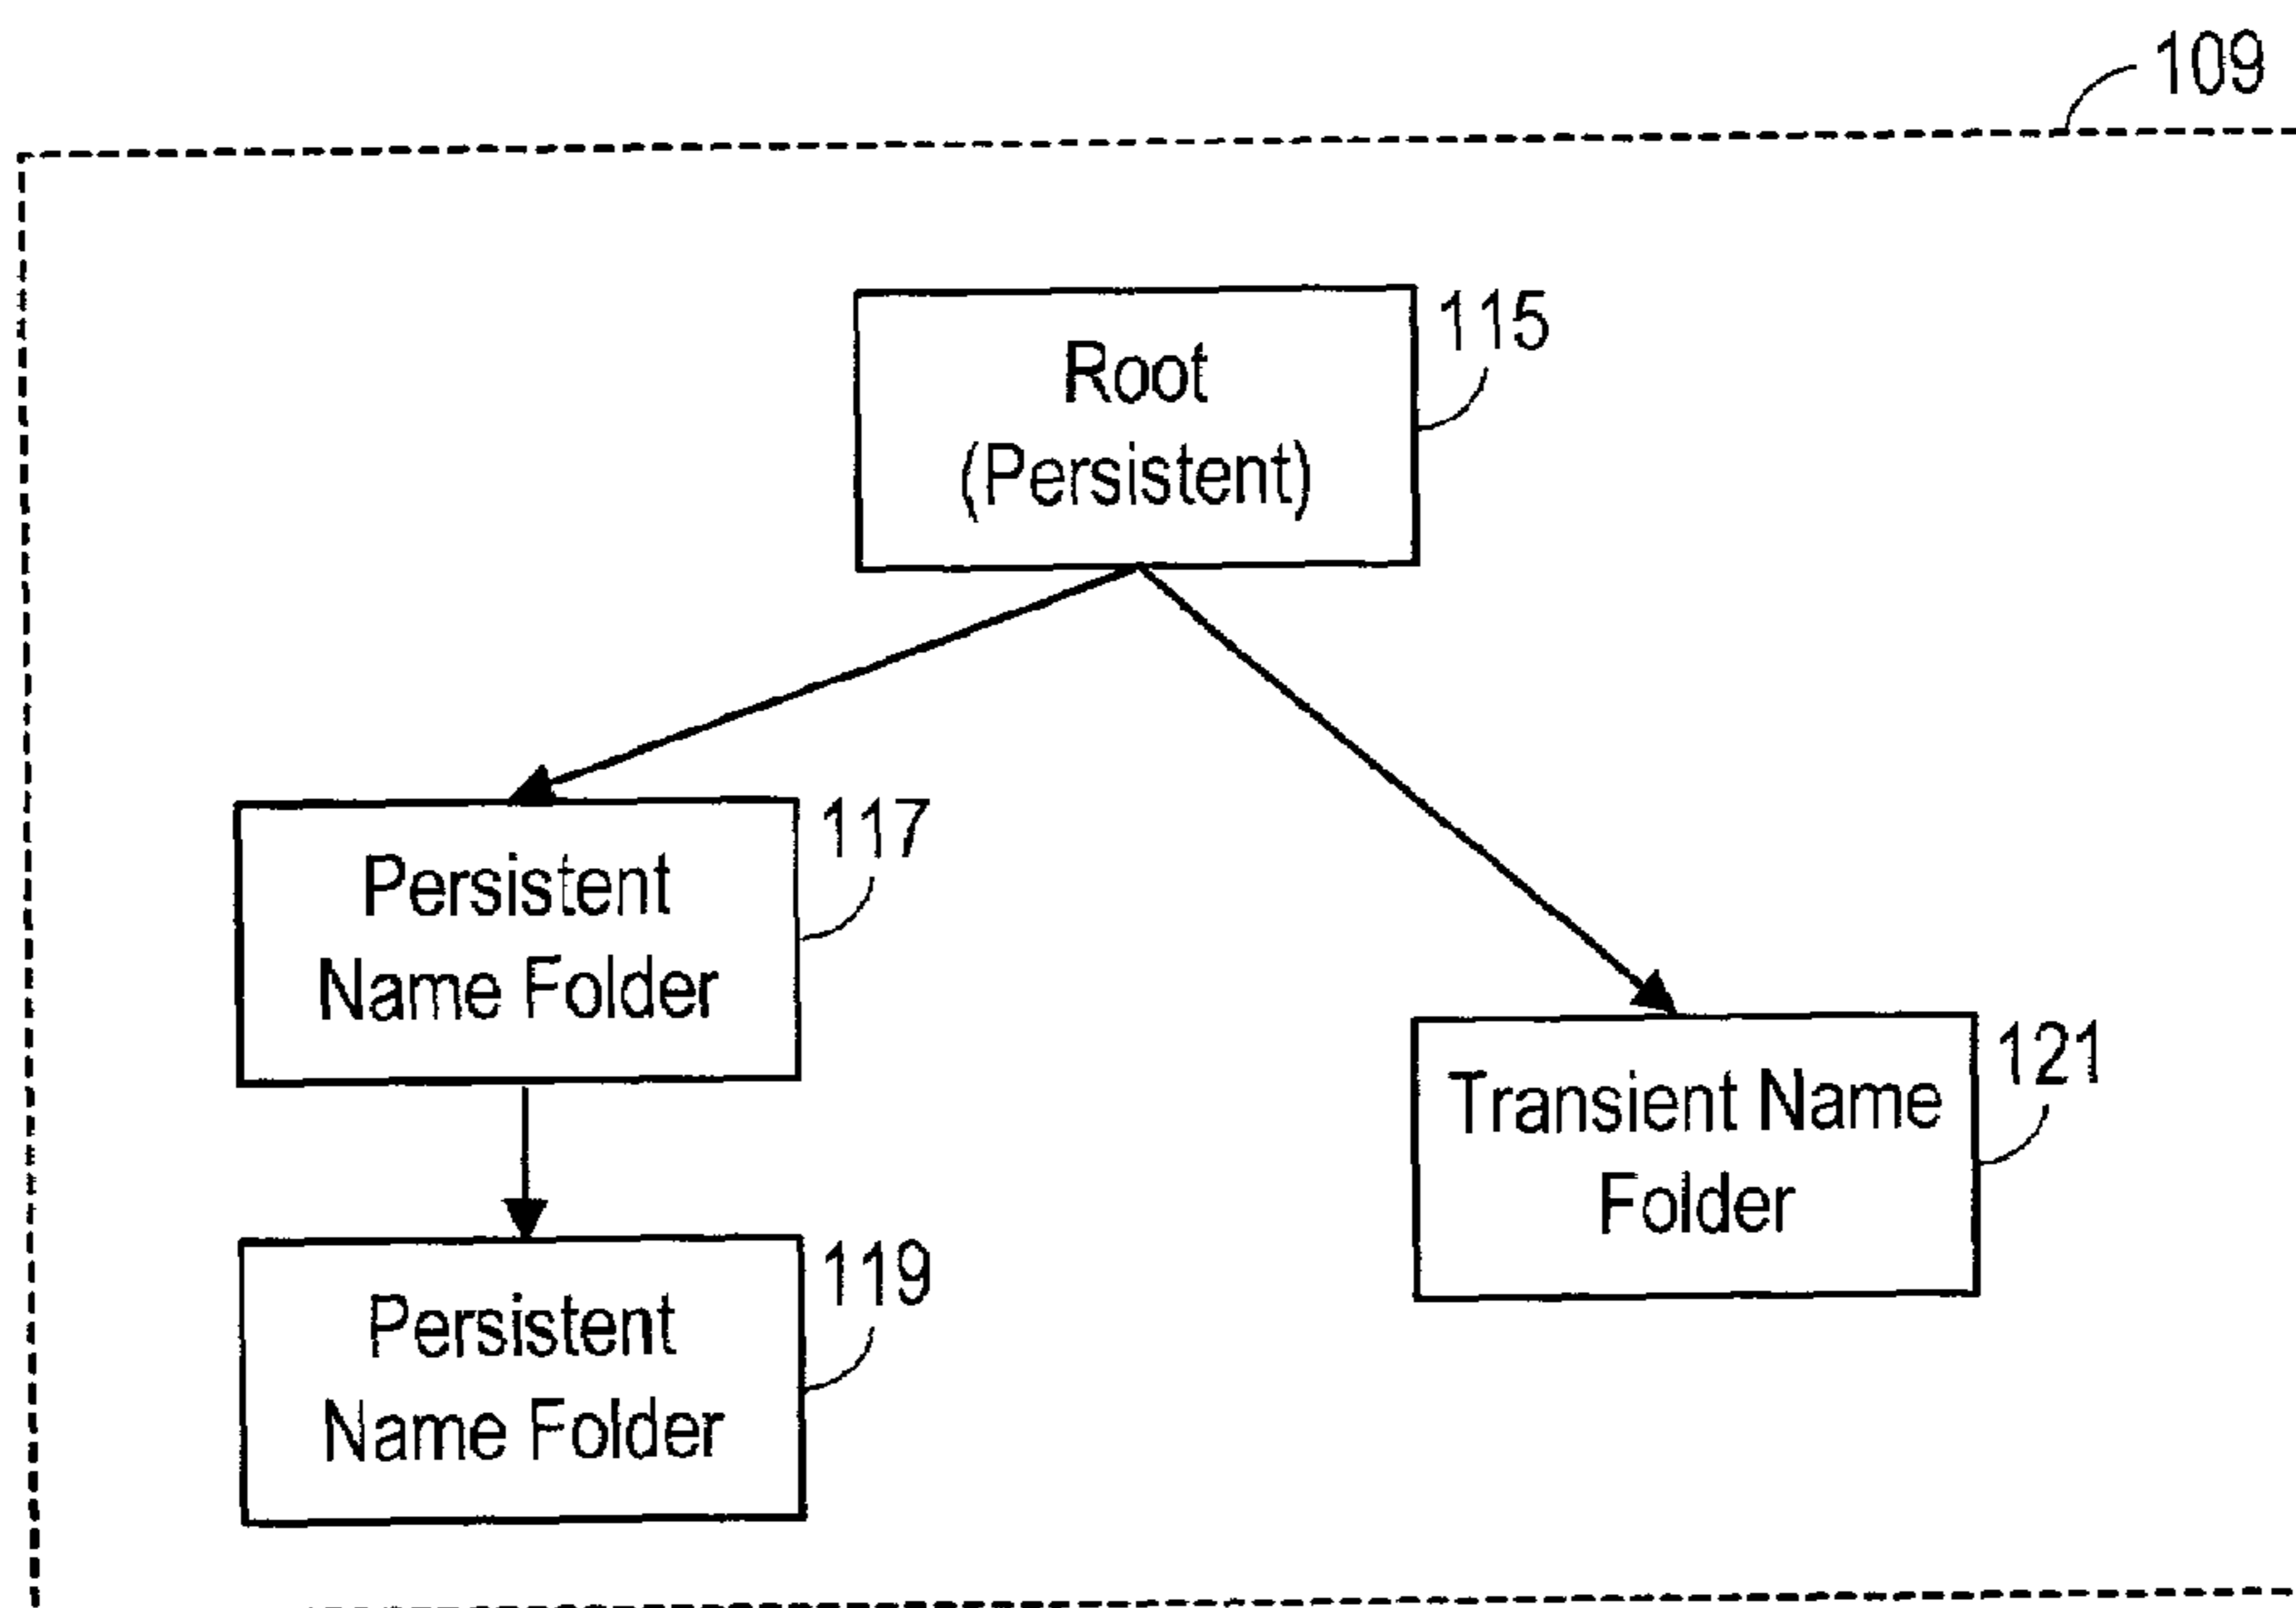 109
Root
(Persistent)
115
Persistent
Name Folder
117
Transient Name
Folder
121
Persistent
Name Folder
119